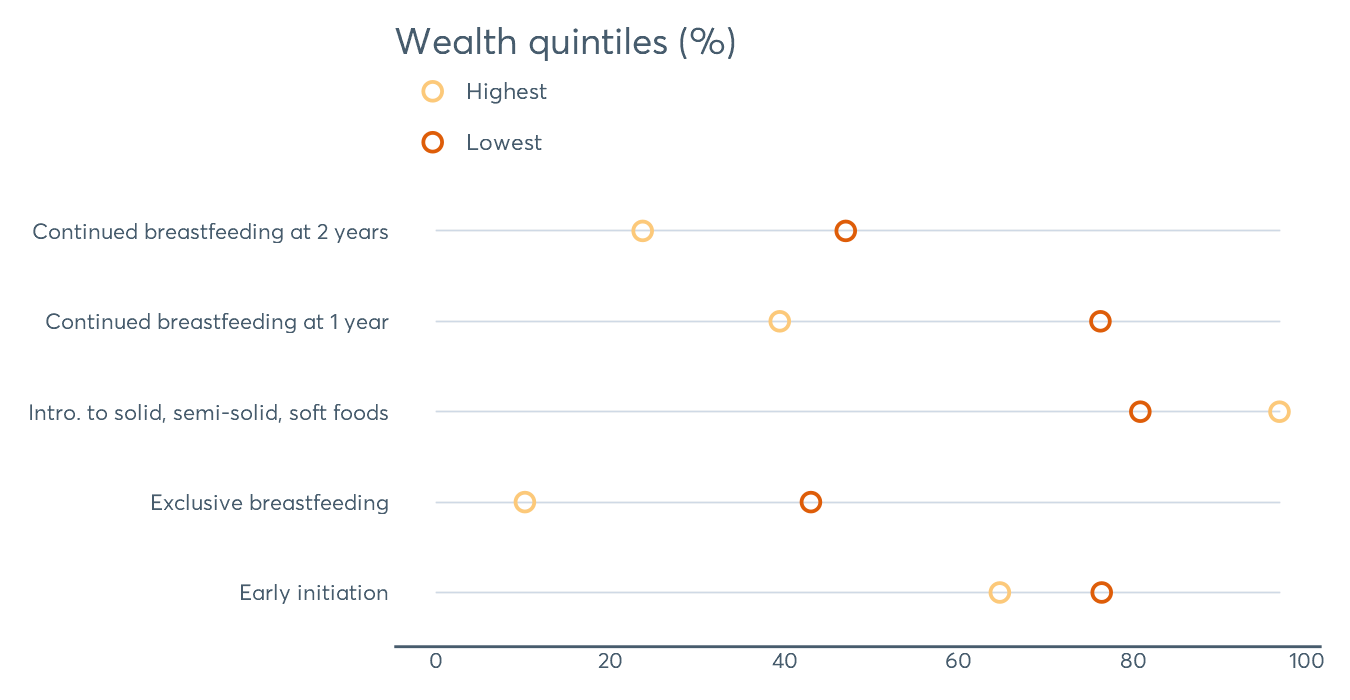 Wealth quintiles (%)
Highest
Lowest
Continued breastfeeding at 2 years
Continued breastfeeding at 1 year
Intro. to solid, semi-solid, soft foods
Exclusive breastfeeding
Early initiation
0 20 40 60 80 100